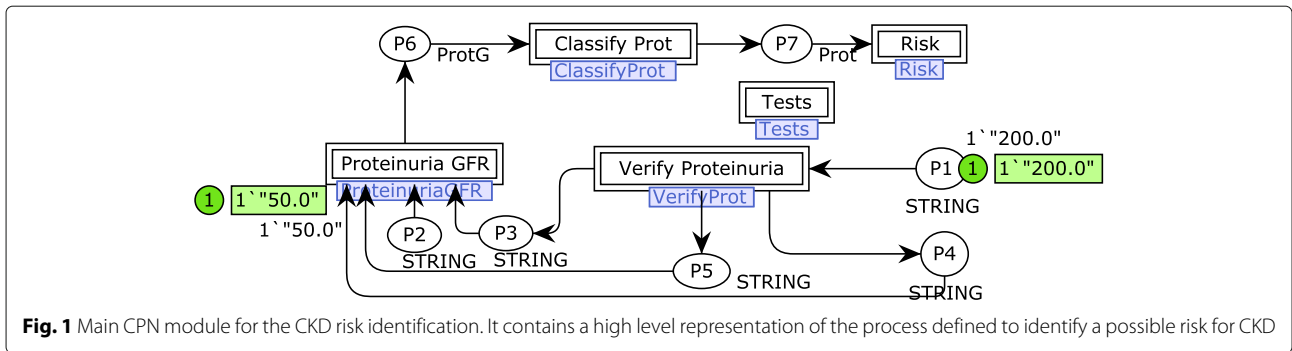 P6
ProtG
Classify Prot
ClassifyProt
P7
Prot
Risk
Risk
Tests
Tests
Proteinuria GFR
ProteinuriaGFR
Verify Proteinuria
VerifyProt
1`"200.0"
P1
1
1`"200.0"
STRING
1
1`"50.0"
1`"50.0"
P2
STRING
P3
STRING
P5
STRING
P4
STRING
Fig. 1 Main CPN module for the CKD risk identification. It contains a high level representation of the process defined to identify a possible risk for CKD